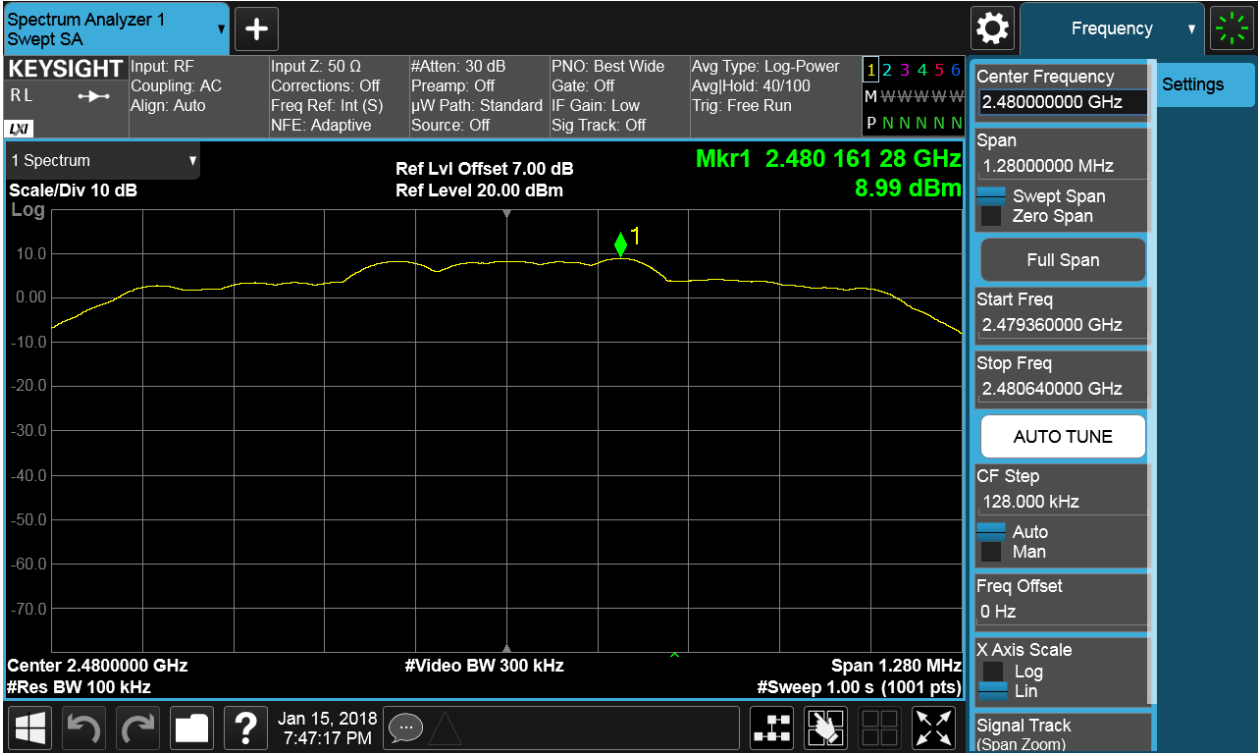 Spectrum Analyzer 1
Swept SA
+
Frequency
KEYSIGHT
R L
LXI
Input: RF
Coupling: AC
Align: Auto
Input Z: 50 Ω
Corrections: Off
Freq Ref: Int (S)
NFE: Adaptive
#Atten: 30 dB
Preamp: Off
µW Path: Standard
Source: Off
PNO: Best Wide
Gate: Off
IF Gain: Low
Sig Track: Off
Avg Type: Log-Power
Avg|Hold: 40/100
Trig: Free Run
1 2 3 4 5 6
M W W W W W W
P N N N N N
1 Spectrum
Scale/Div 10 dB
Log
Ref Lvl Offset 7.00 dB
Ref Level 20.00 dBm
Mkr1 2.480 161 28 GHz
8.99 dBm
1
10.0
0.00
-10.0
-20.0
-30.0
-40.0
-50.0
-60.0
-70.0
Center 2.4800000 GHz
#Res BW 100 kHz
#Video BW 300 kHz
Span 1.280 MHz
#Sweep 1.00 s (1001 pts)
Settings
Center Frequency
2.480000000 GHz
Span
1.28000000 MHz
Swept Span
Zero Span
Full Span
Start Freq
2.479360000 GHz
Stop Freq
2.480640000 GHz
AUTO TUNE
CF Step
128.000 kHz
Auto
Man
Freq Offset
0 Hz
X Axis Scale
Log
Lin
Signal Track
(Span Zoom)
?
Jan 15, 2018
7:47:17 PM